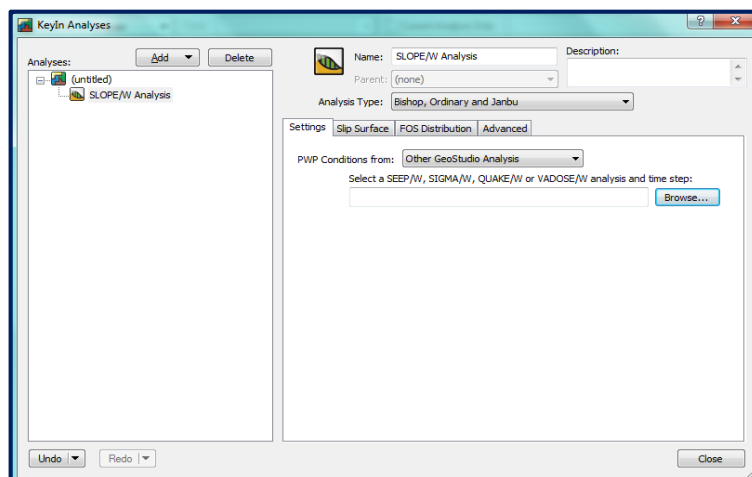 KeyIn Analyses
Analyses:
Add
Delete
(untitled)
SLOPE/W Analysis
Name: SLOPE/W Analysis
Description:
Parent: (none)
Analysis Type: Bishop, Ordinary and Janbu
Settings Slip Surface FOS Distribution Advanced
PWP Conditions from: Other GeoStudio Analysis
Select a SEEP/W, SIGMA/W, QUAKE/W or VADOSE/W analysis and time step:
Browse...
Undo Redo Close